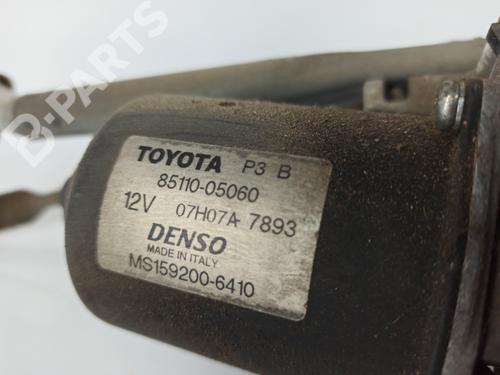 B-PARTS
TOYOTA P3 B
85110-05060
12V 07H07A 7893
DENSO
MADE IN ITALY
MS159200-6410